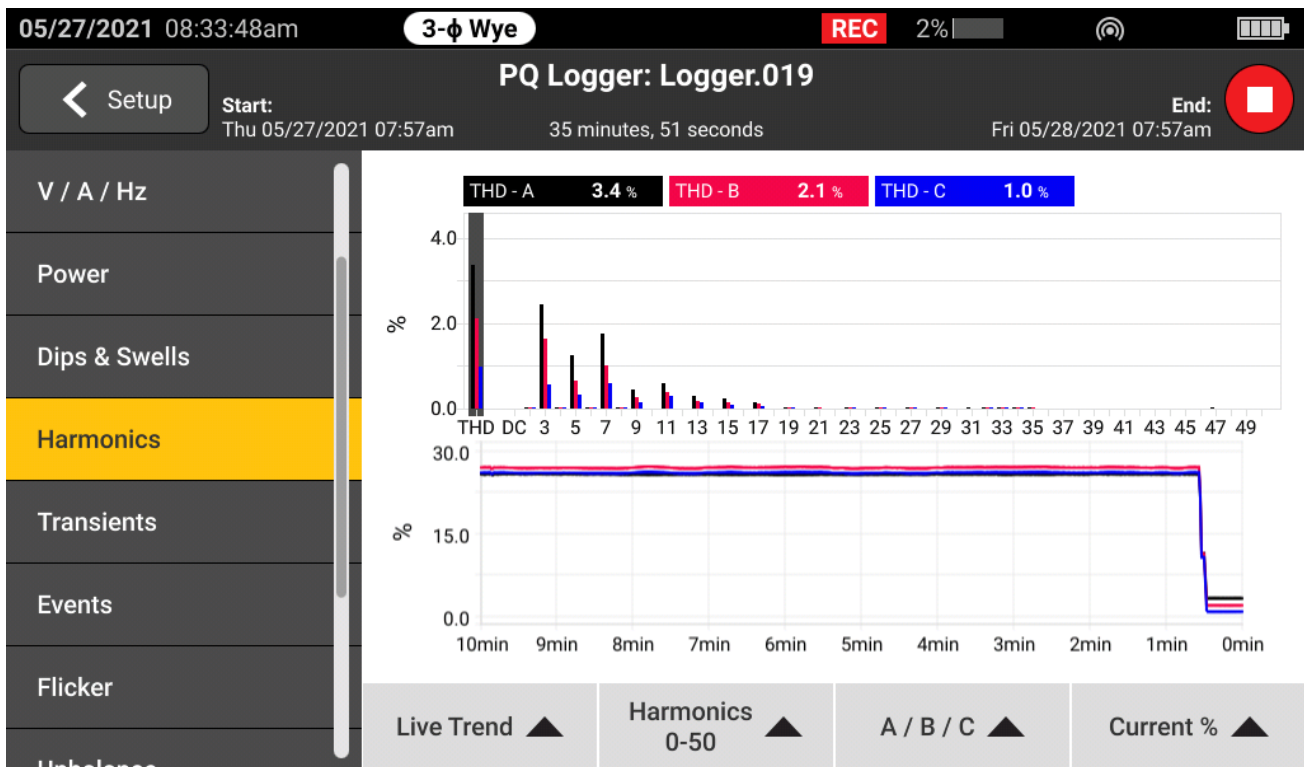 05/27/2021 08:33:48am 3-ϕ Wye REC 2%
PQ Logger: Logger.019
Setup
Start:
Thu 05/27/2021 07:57am
35 minutes, 51 seconds
End:
Fri 05/28/2021 07:57am
V / A / Hz
Power
Dips & Swells
Harmonics
Transients
Events
Flicker
Unbalance
THD - A 3.4 % THD - B 2.1 % THD - C 1.0 %
4.0
2.0
0.0
%
THD DC 3 5 7 9 11 13 15 17 19 21 23 25 27 29 31 33 35 37 39 41 43 45 47 49
30.0
15.0
0.0
%
10min 9min 8min 7min 6min 5min 4min 3min 2min 1min 0min
Live Trend
Harmonics
0-50
A / B / C
Current %